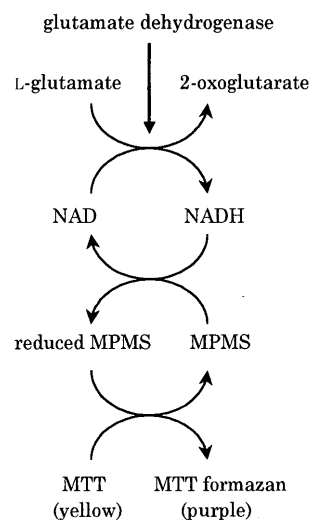 glutamate dehydrogenase
L-glutamate 2-oxoglutarate
NAD NADH
reduced MPMS MPMS
MTT MTT formazan
(yellow) (purple)